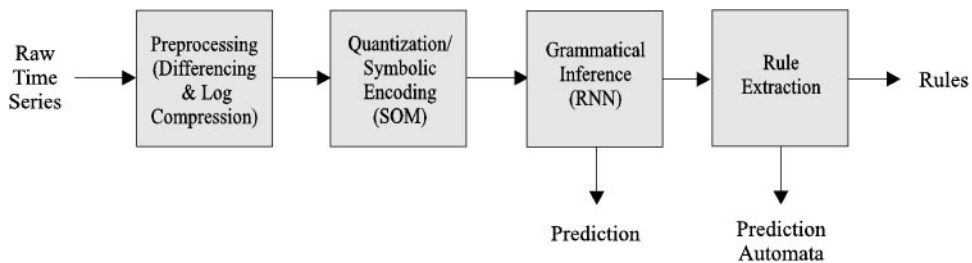 Raw
Time
Series
Preprocessing
(Differencing
& Log
Compression)
Quantization/
Symbolic
Encoding
(SOM)
Grammatical
Inference
(RNN)
Rule
Extraction
Rules
Prediction
Prediction
Automata